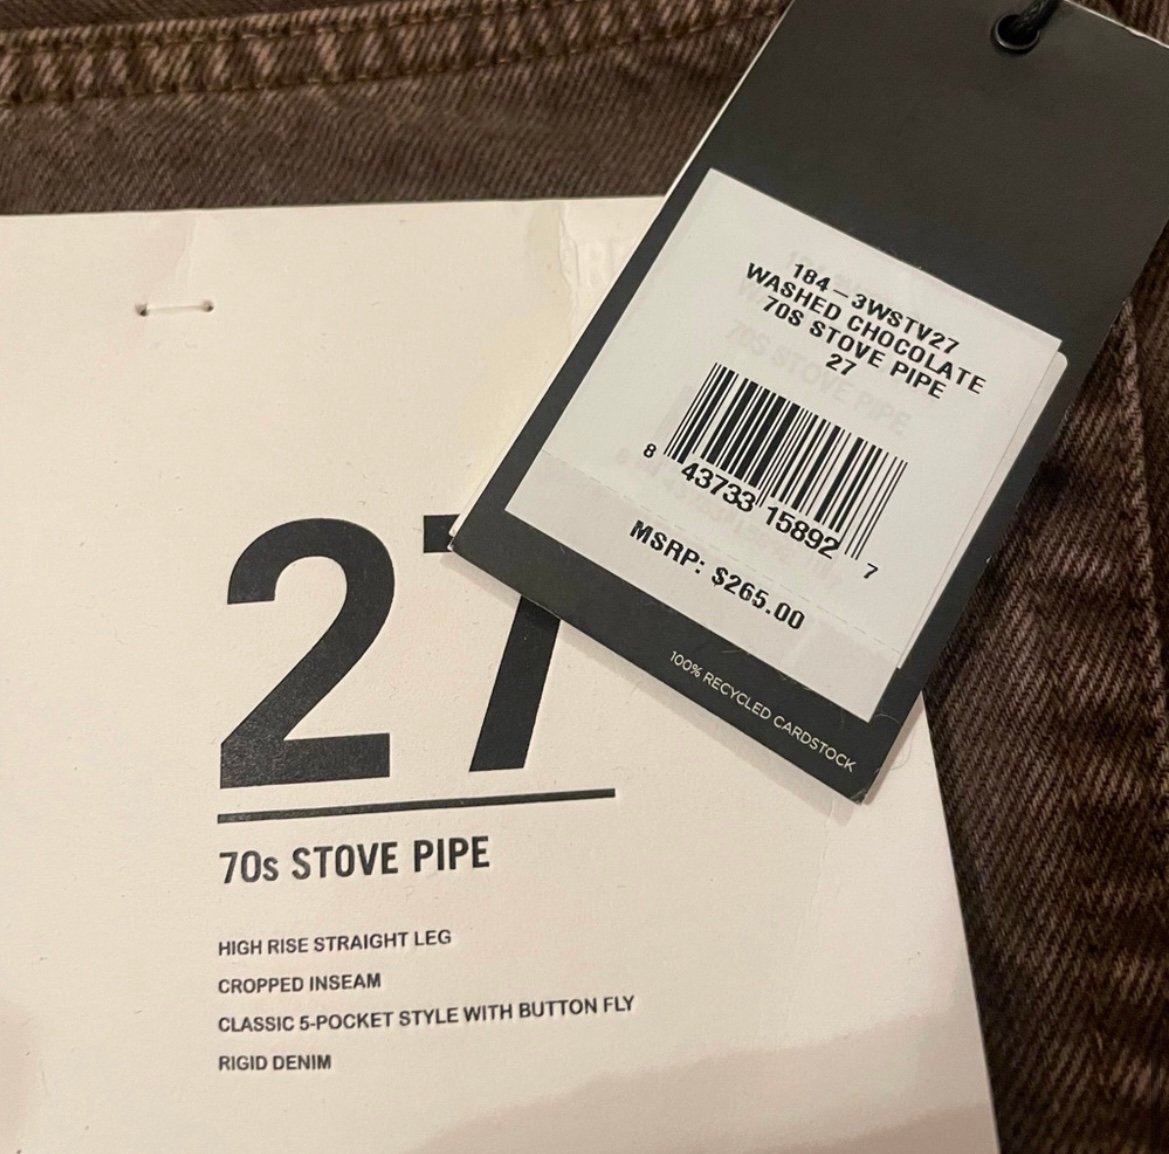 184-3WSTV27
WASHED CHOCOLATE
70S STOVE PIPE
27
8 43733 15892 7
MSRP: $265.00
100% RECYCLED CARDSTOCK
27
70s STOVE PIPE
HIGH RISE STRAIGHT LEG
CROPPED INSEAM
CLASSIC 5-POCKET STYLE WITH BUTTON FLY
RIGID DENIM